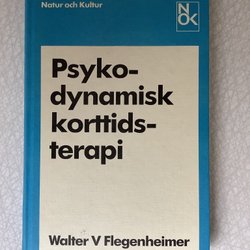 Natur och Kultur
N
OK
Psyko-
dynamisk
korttids-
terapi
Walter V Flegenheimer